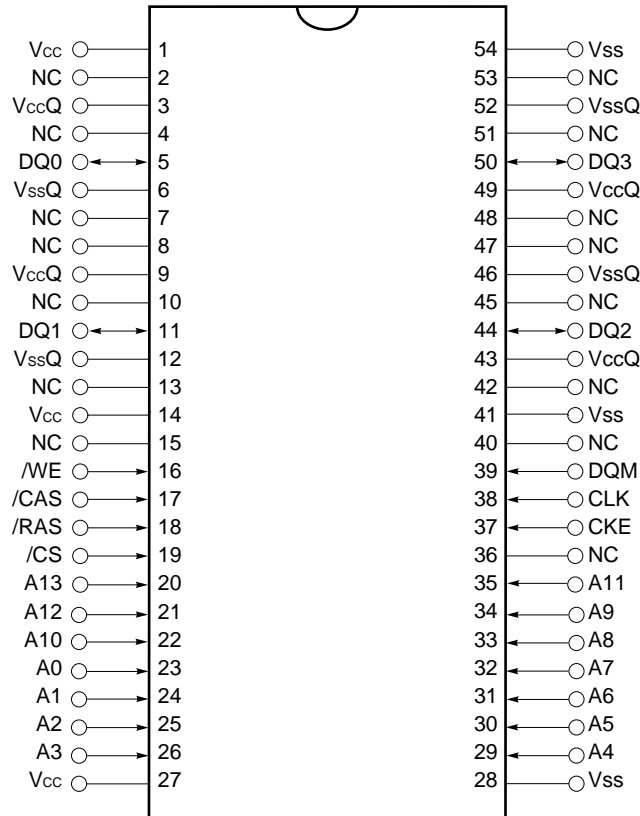 Vcc 1 54 Vss
NC 2 53 NC
VccQ 3 52 VssQ
NC 4 51 NC
DQ0 5 50 DQ3
VssQ 6 49 VccQ
NC 7 48 NC
NC 8 47 NC
VccQ 9 46 VssQ
NC 10 45 NC
DQ1 11 44 DQ2
VssQ 12 43 VccQ
NC 13 42 NC
Vcc 14 41 Vss
NC 15 40 NC
/WE 16 39 DQM
/CAS 17 38 CLK
/RAS 18 37 CKE
/CS 19 36 NC
A13 20 35 A11
A12 21 34 A9
A10 22 33 A8
A0 23 32 A7
A1 24 31 A6
A2 25 30 A5
A3 26 29 A4
Vcc 27 28 Vss